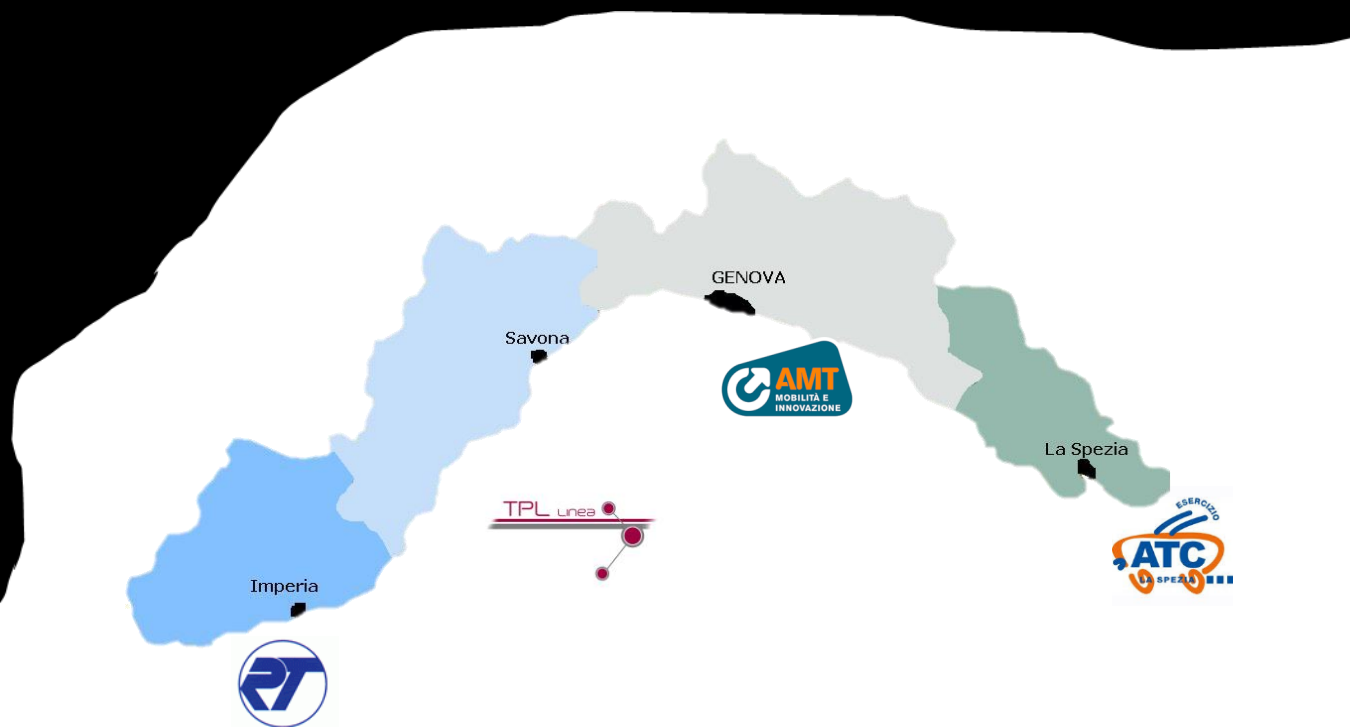 GENOVA
Savona
AMT
MOBILITÀ E
INNOVAZIONE
La Spezia
TPL Linea
ESERCIZIO
ATC
LA SPEZIA
Imperia
RT